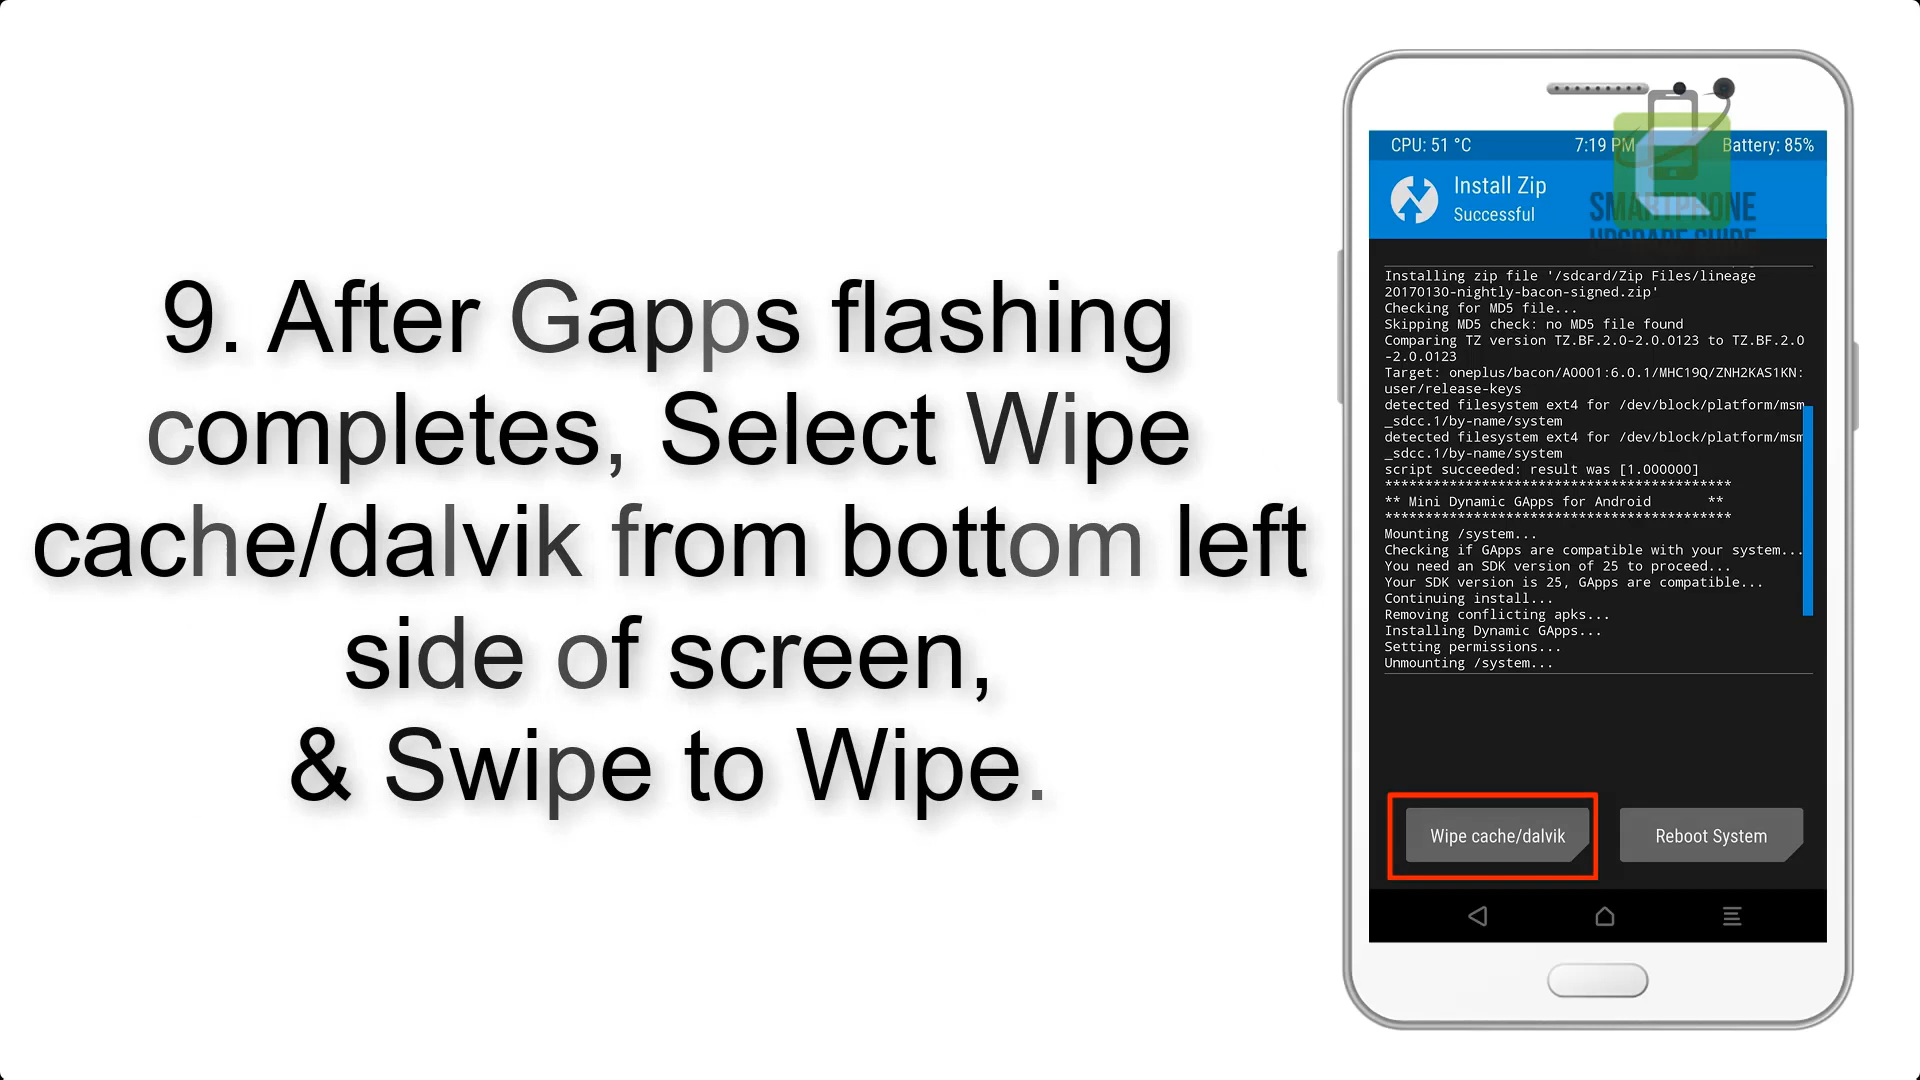 9. After Gapps flashing
completes, Select Wipe
cache/dalvik from bottom left
side of screen,
& Swipe to Wipe.
CPU: 51 °C 7:19 PM Battery: 85%
Install Zip
Successful
SMARTPHONE
UPGRADE GUIDE
Installing zip file '/sdcard/Zip Files/lineage
20170130-nightly-bacon-signed.zip'
Checking for MD5 file...
Skipping MD5 check: no MD5 file found
Comparing TZ version TZ.BF.2.0-2.0.0123 to TZ.BF.2.0
-2.0.0123
Target: oneplus/bacon/A0001:6.0.1/MHC19Q/ZNH2KAS1KN:
user/release-keys
detected filesystem ext4 for /dev/block/platform/msm
_sdcc.1/by-name/system
detected filesystem ext4 for /dev/block/platform/msm
_sdcc.1/by-name/system
script succeeded: result was [1.000000]
*******************************************
** Mini Dynamic GApps for Android **
*******************************************
Mounting /system...
Checking if GApps are compatible with your system...
You need an SDK version of 25 to proceed...
Your SDK version is 25, GApps are compatible...
Continuing install...
Removing conflicting apks...
Installing Dynamic GApps...
Setting permissions...
Unmounting /system...
Wipe cache/dalvik Reboot System